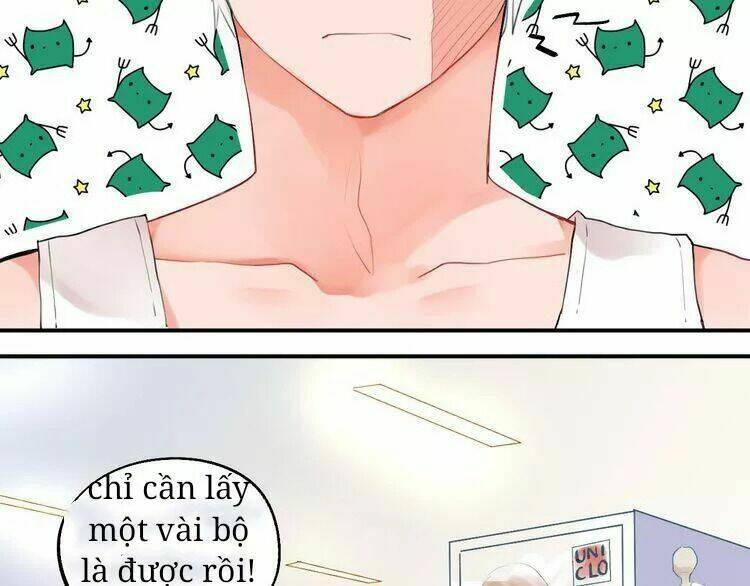 chỉ cần lấy
một vài bộ
là được rồi!
UNI
CLO